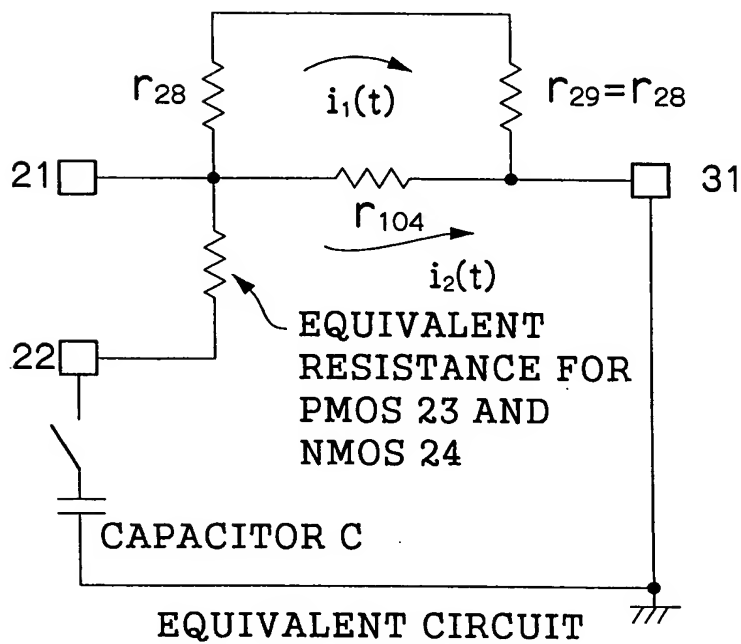 r28
i1(t)
r29=r28
21
31
r104
i2(t)
22
EQUIVALENT
RESISTANCE FOR
PMOS 23 AND
NMOS 24
CAPACITOR C
EQUIVALENT CIRCUIT